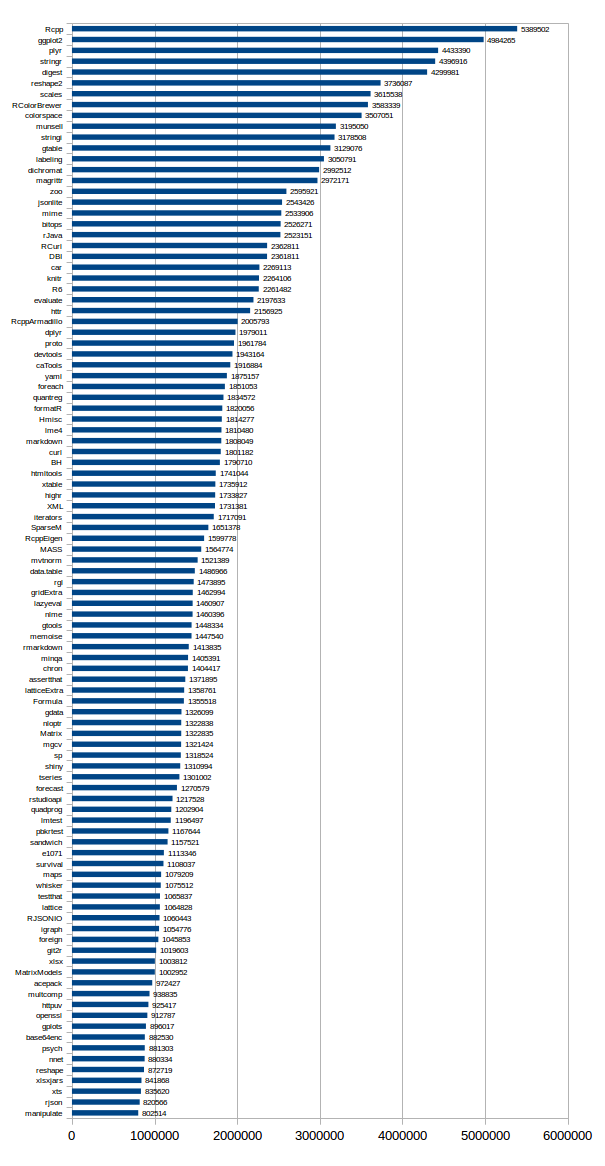 Rcpp 5389502
ggplot2 4984265
plyr 4433390
stringr 4396916
digest 4299981
reshape2 3736087
scales 3615538
RColorBrewer 3583339
colorspace 3507051
munsell 3195050
stringi 3178508
gtable 3129076
labeling 3050791
dichromat 2992512
magrittr 2972171
zoo 2595921
jsonlite 2543426
mime 2533906
bitops 2526271
rJava 2523151
RCurl 2362811
DBI 2361811
car 2269113
knitr 2264106
R6 2261482
evaluate 2197633
httr 2156925
RcppArmadillo 2005793
dplyr 1979011
proto 1961784
devtools 1943164
caTools 1916884
yaml 1875157
foreach 1851053
quantreg 1834572
formatR 1820056
Hmisc 1814277
lme4 1810480
markdown 1808049
curl 1801182
BH 1790710
htmltools 1741044
xtable 1735912
highr 1733827
XML 1731381
iterators 1717091
SparseM 1651378
RcppEigen 1599778
MASS 1564774
mvtnorm 1521389
data.table 1486966
rgl 1473895
gridExtra 1462994
lazyeval 1460907
nlme 1460396
gtools 1448334
memoise 1447540
rmarkdown 1413835
minqa 1405391
chron 1404417
assertthat 1371895
latticeExtra 1358761
Formula 1355518
gdata 1326099
nloptr 1322838
Matrix 1322835
mgcv 1321424
sp 1318524
shiny 1310994
tseries 1301002
forecast 1270579
rstudioapi 1217528
quadprog 1202904
lmtest 1196497
pbkrtest 1167644
sandwich 1157521
e1071 1113346
survival 1108037
maps 1079209
whisker 1075512
testthat 1065837
lattice 1064828
RJSONIO 1060443
igraph 1054776
foreign 1045853
git2r 1019603
xlsx 1003812
MatrixModels 1002952
acepack 972427
multcomp 938835
httpuv 925417
openssl 912787
gplots 896017
base64enc 882530
psych 881303
nnet 880334
reshape 872719
xlsxjars 841868
xts 835620
rjson 820566
manipulate 802514
0 1000000 2000000 3000000 4000000 5000000 6000000